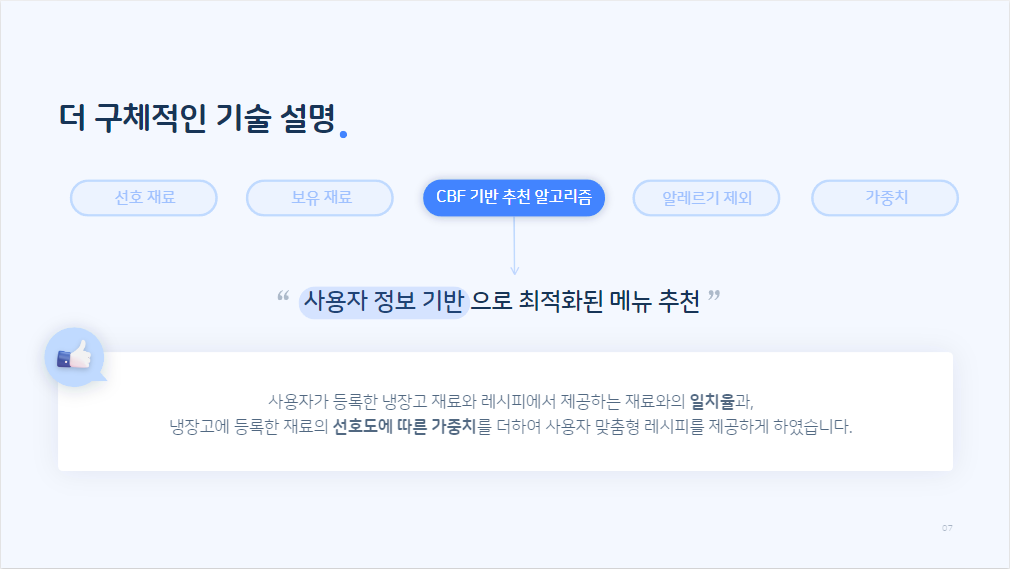 더 구체적인 기술 설명
선호 재료
보유 재료
CBF 기반 추천 알고리즘
알레르기 제외
가중치
“ 사용자 정보 기반 으로 최적화된 메뉴 추천 ”
사용자가 등록한 냉장고 재료와 레시피에서 제공하는 재료와의 일치율과,
냉장고에 등록한 재료의 선호도에 따른 가중치를 더하여 사용자 맞춤형 레시피를 제공하게 하였습니다.
07